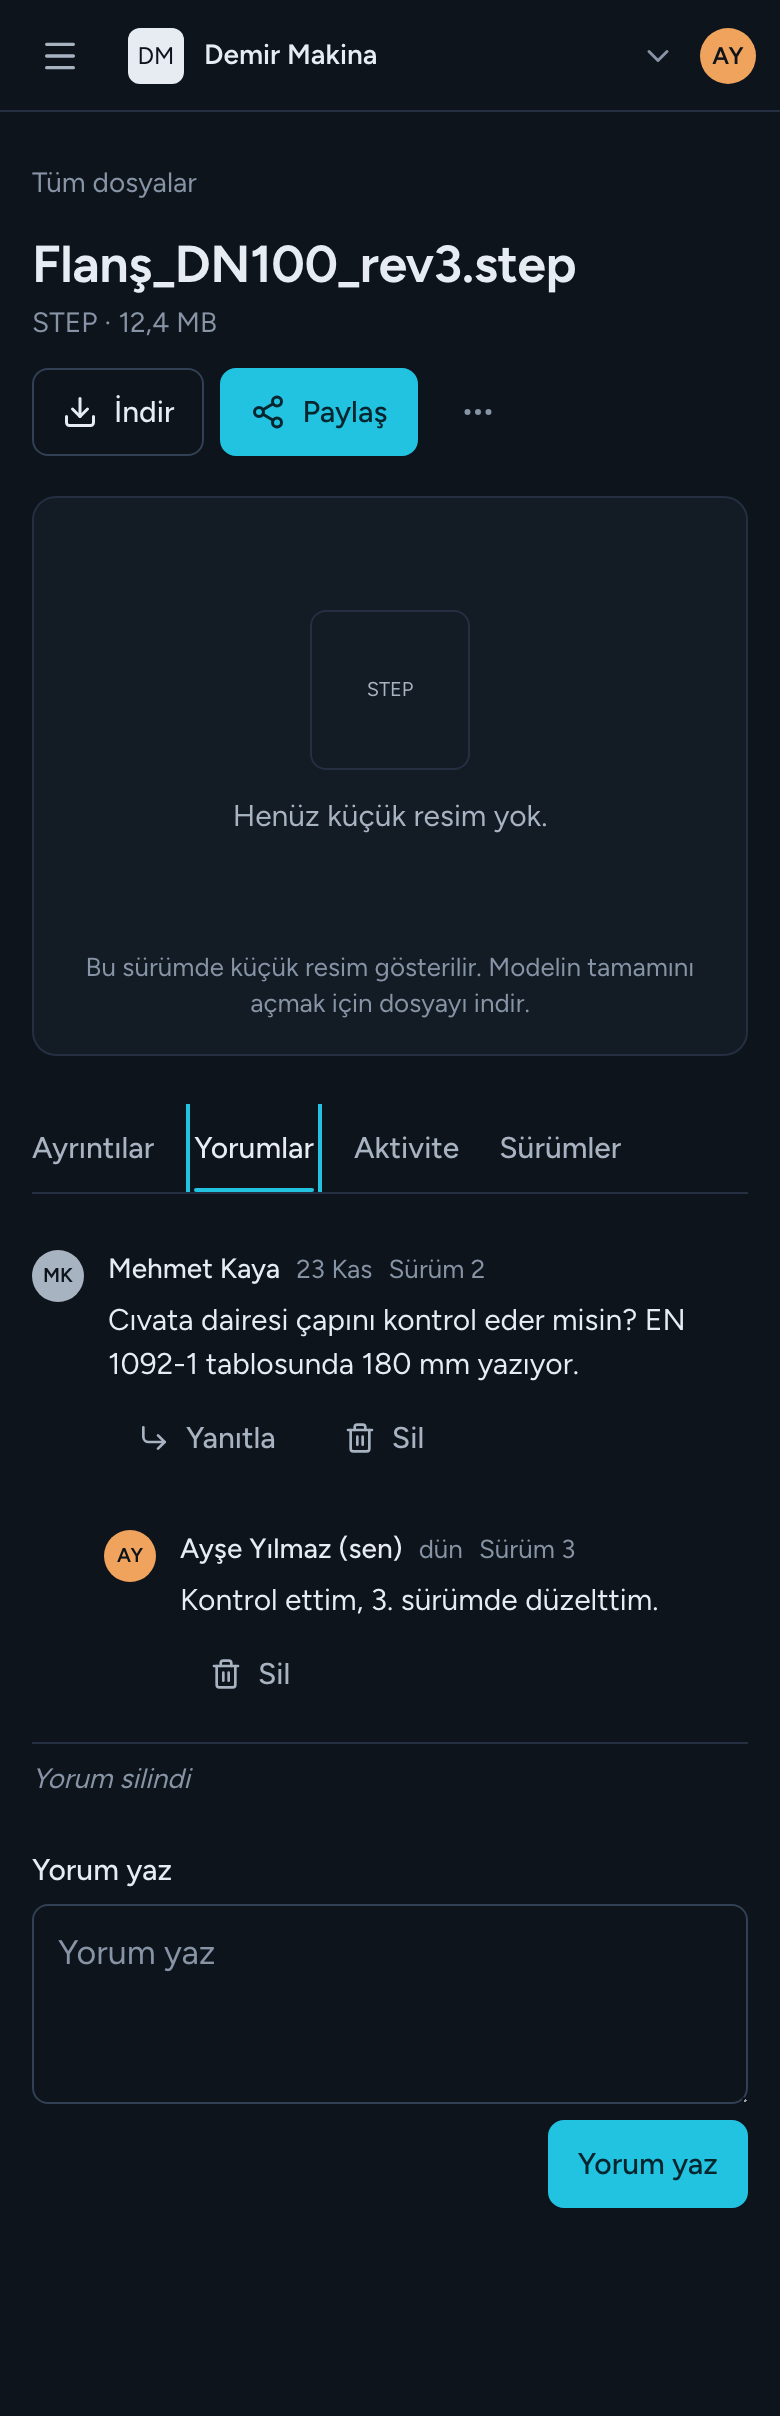 DM Demir Makina AY
Tüm dosyalar
Flanş_DN100_rev3.step
STEP · 12,4 MB
İndir Paylaş
STEP
Henüz küçük resim yok.
Bu sürümde küçük resim gösterilir. Modelin tamamını
açmak için dosyayı indir.
Ayrıntılar Yorumlar Aktivite Sürümler
MK Mehmet Kaya 23 Kas Sürüm 2
Cıvata dairesi çapını kontrol eder misin? EN
1092-1 tablosunda 180 mm yazıyor.
Yanıtla Sil
AY Ayşe Yılmaz (sen) dün Sürüm 3
Kontrol ettim, 3. sürümde düzelttim.
Sil
Yorum silindi
Yorum yaz
Yorum yaz
Yorum yaz